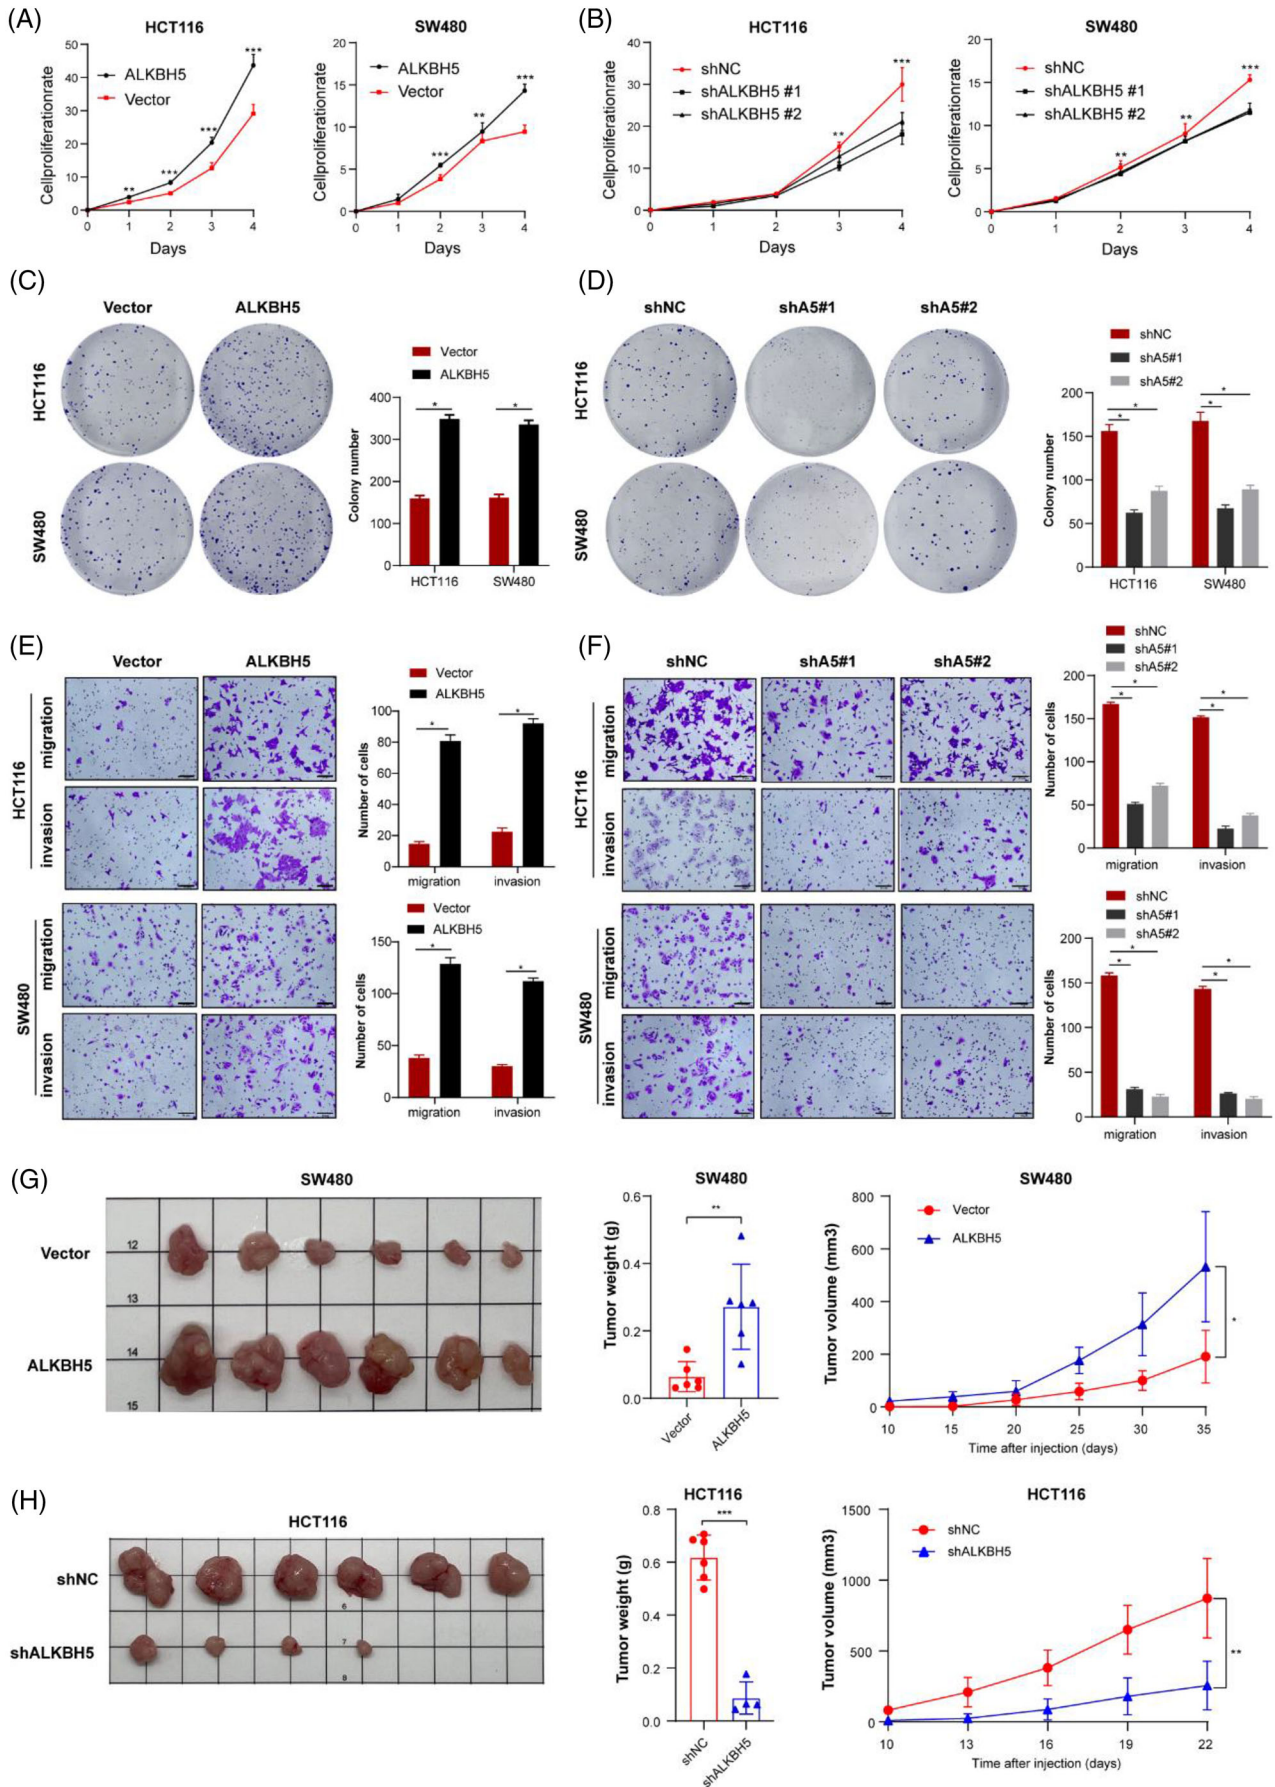 (A)
HCT116
50
40
30
20
10
0
Cellproliferationrate
ALKBH5
Vector
**
***
***
***
0 1 2 3 4
Days
SW480
20
15
10
5
0
Cellproliferationrate
ALKBH5
Vector
***
**
***
0 1 2 3 4
Days
(B)
HCT116
40
30
20
10
0
Cellproliferationrate
shNC
shALKBH5 #1
shALKBH5 #2
**
***
0 1 2 3 4
Days
SW480
20
15
10
5
0
Cellproliferationrate
shNC
shALKBH5 #1
shALKBH5 #2
**
**
***
0 1 2 3 4
Days
(C)
Vector ALKBH5
HCT116
SW480
Vector
ALKBH5
400
300
200
100
0
Colony number
* *
HCT116 SW480
(D)
shNC shA5#1 shA5#2
HCT116
SW480
shNC
shA5#1
shA5#2
200
150
100
50
0
Colony number
* * * *
HCT116 SW480
(E)
Vector ALKBH5
HCT116
migration
invasion
SW480
migration
invasion
Vector
ALKBH5
100
80
60
40
20
0
Number of cells
* *
migration invasion
Vector
ALKBH5
150
100
50
0
Number of cells
* *
migration invasion
(F)
shNC shA5#1 shA5#2
HCT116
migration
invasion
SW480
migration
invasion
shNC
shA5#1
shA5#2
200
150
100
50
0
Number of cells
* * * *
migration invasion
shNC
shA5#1
shA5#2
200
150
100
50
0
Number of cells
* * * *
migration invasion
(G)
SW480
Vector
ALKBH5
12
13
14
15
SW480
0.6
0.4
0.2
0.0
Tumor weight (g)
**
Vector ALKBH5
SW480
800
600
400
200
0
Tumor volume (mm3)
Vector
ALKBH5
*
10 15 20 25 30 35
Time after injection (days)
(H)
HCT116
shNC
shALKBH5
6
7
8
HCT116
0.8
0.6
0.4
0.2
0.0
Tumor weight (g)
***
shNC shALKBH5
HCT116
1500
1000
500
0
Tumor volume (mm3)
shNC
shALKBH5
**
10 13 16 19 22
Time after injection (days)